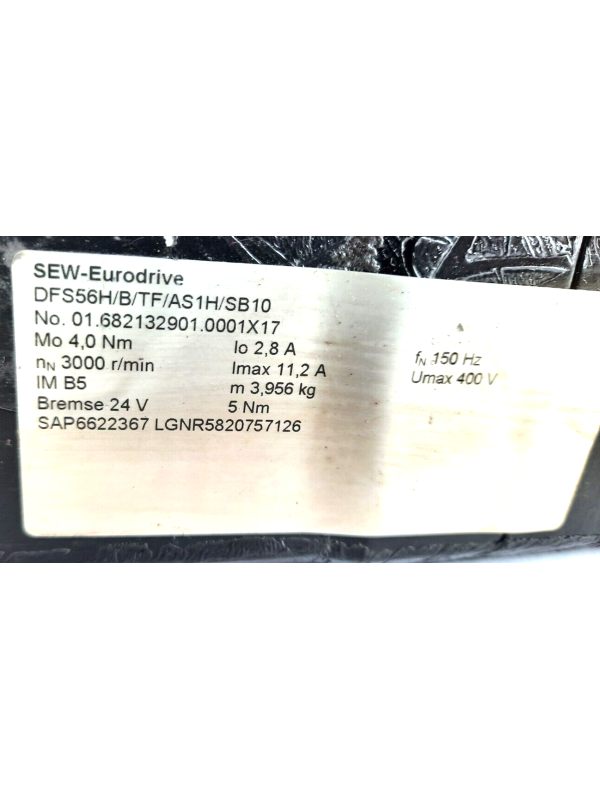 SEW-Eurodrive
DFS56H/B/TF/AS1H/SB10
No. 01.682132901.0001X17
Mo 4,0 Nm Io 2,8 A fN 150 Hz
nN 3000 r/min Imax 11,2 A Umax 400 V
IM B5 m 3,956 kg
Bremse 24 V 5 Nm
SAP6622367 LGNR5820757126